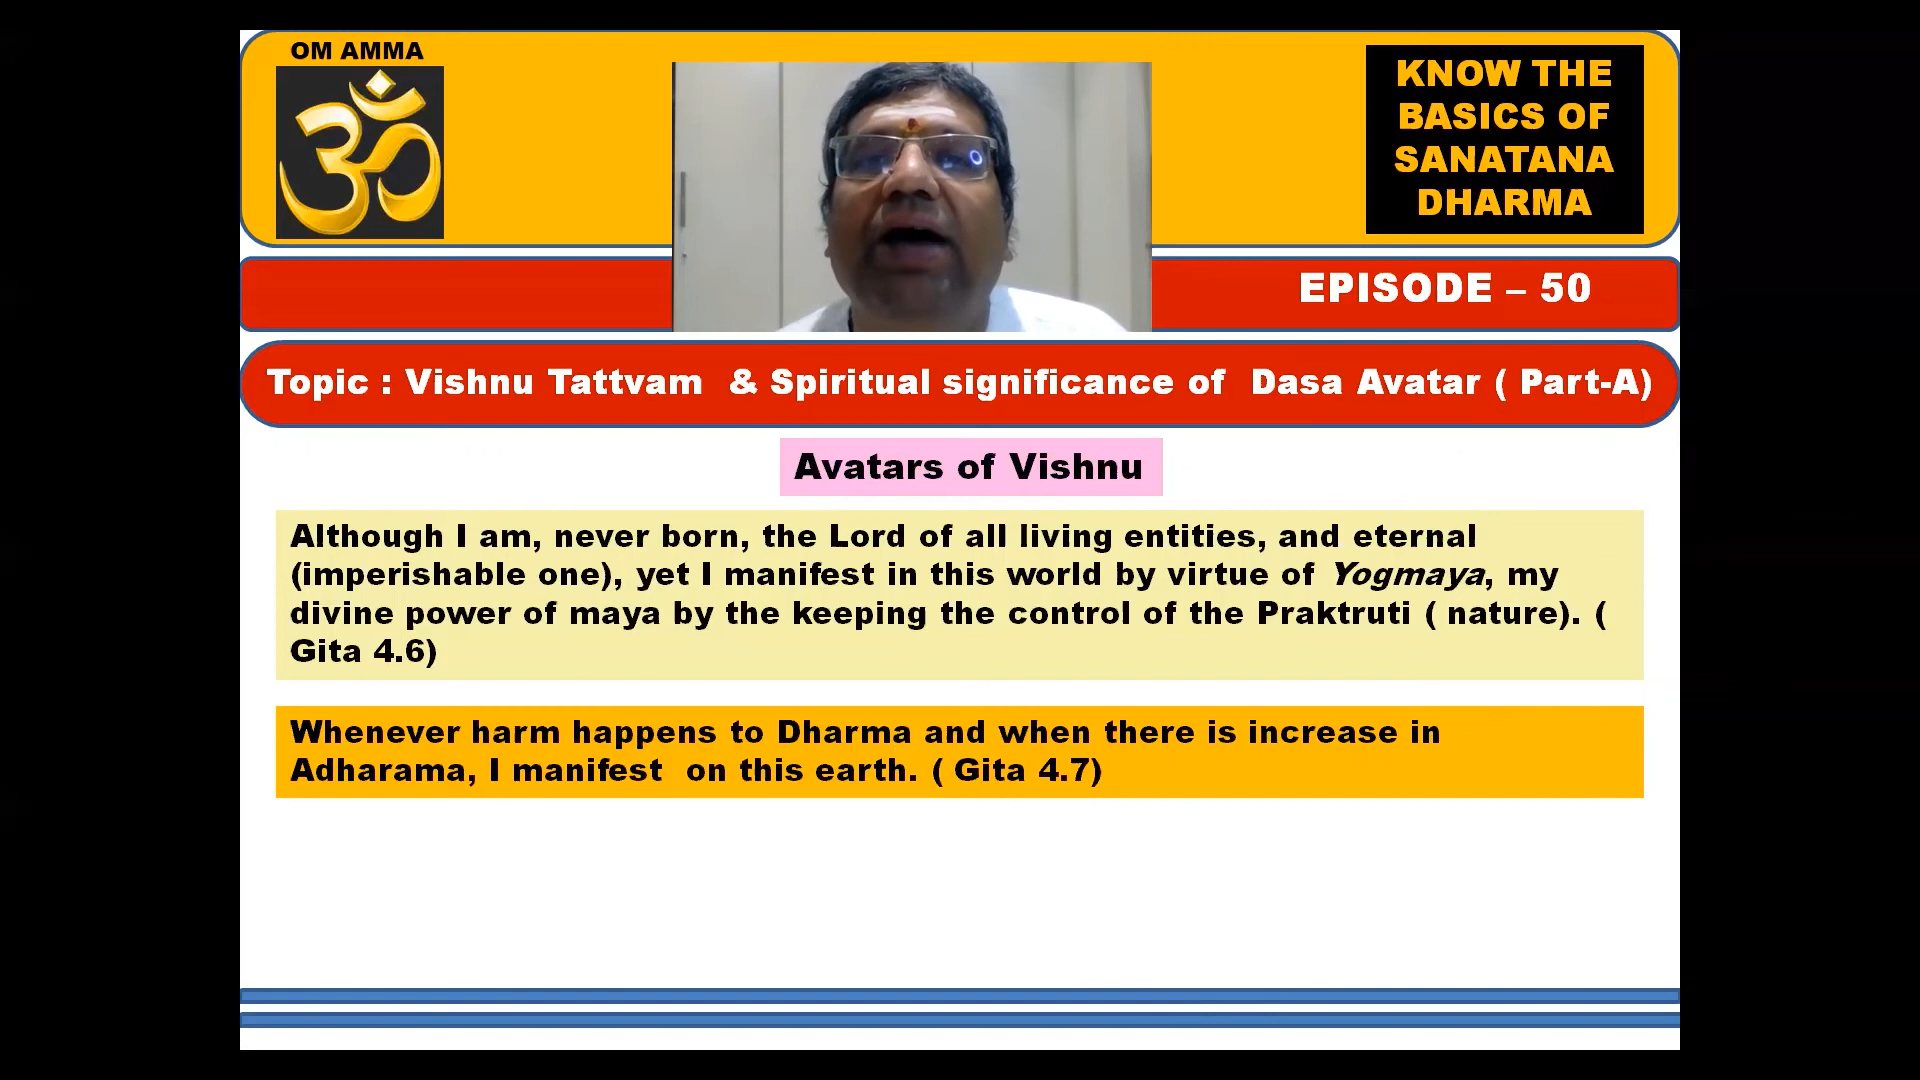 OM AMMA
KNOW THE
BASICS OF
SANATANA
DHARMA
EPISODE – 50
Topic : Vishnu Tattvam & Spiritual significance of Dasa Avatar ( Part-A)
Avatars of Vishnu
Although I am, never born, the Lord of all living entities, and eternal
(imperishable one), yet I manifest in this world by virtue of Yogmaya, my
divine power of maya by the keeping the control of the Praktruti ( nature). (
Gita 4.6)
Whenever harm happens to Dharma and when there is increase in
Adharama, I manifest on this earth. ( Gita 4.7)